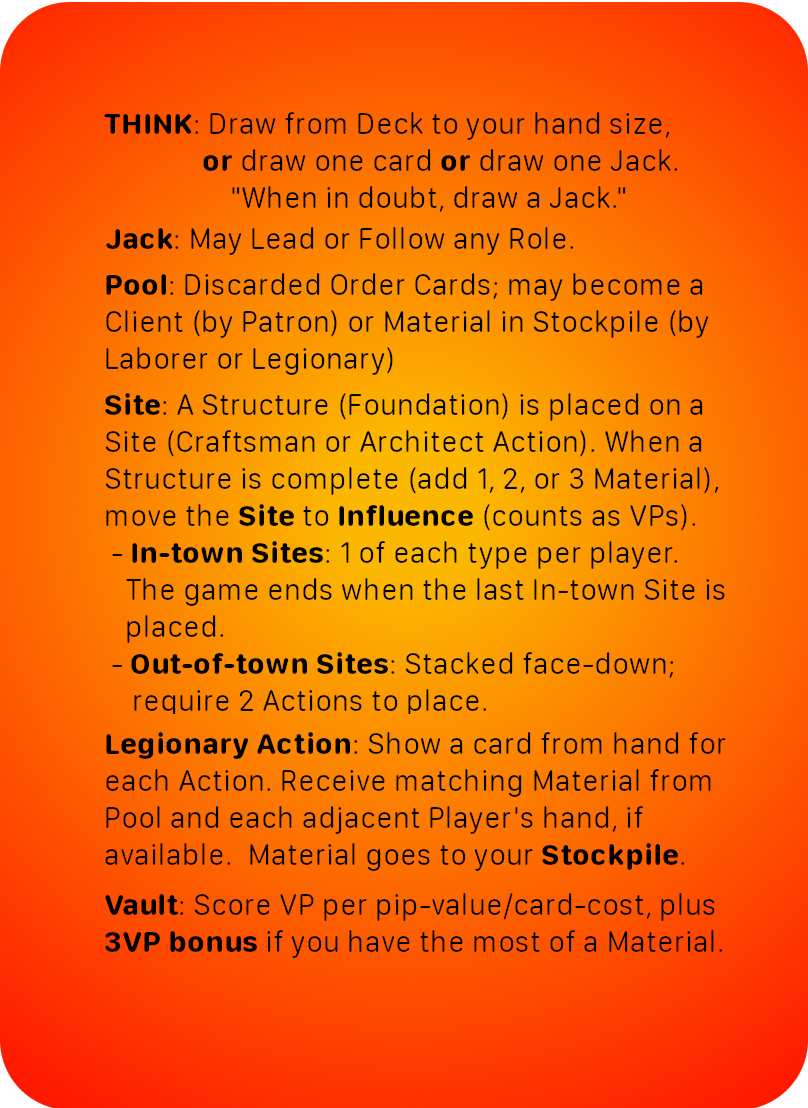 THINK: Draw from Deck to your hand size,
or draw one card or draw one Jack.
"When in doubt, draw a Jack."
Jack: May Lead or Follow any Role.
Pool: Discarded Order Cards; may become a
Client (by Patron) or Material in Stockpile (by
Laborer or Legionary)
Site: A Structure (Foundation) is placed on a
Site (Craftsman or Architect Action). When a
Structure is complete (add 1, 2, or 3 Material),
move the Site to Influence (counts as VPs).
- In-town Sites: 1 of each type per player.
The game ends when the last In-town Site is
placed.
- Out-of-town Sites: Stacked face-down;
require 2 Actions to place.
Legionary Action: Show a card from hand for
each Action. Receive matching Material from
Pool and each adjacent Player's hand, if
available.  Material goes to your Stockpile.
Vault: Score VP per pip-value/card-cost, plus
3VP bonus if you have the most of a Material.